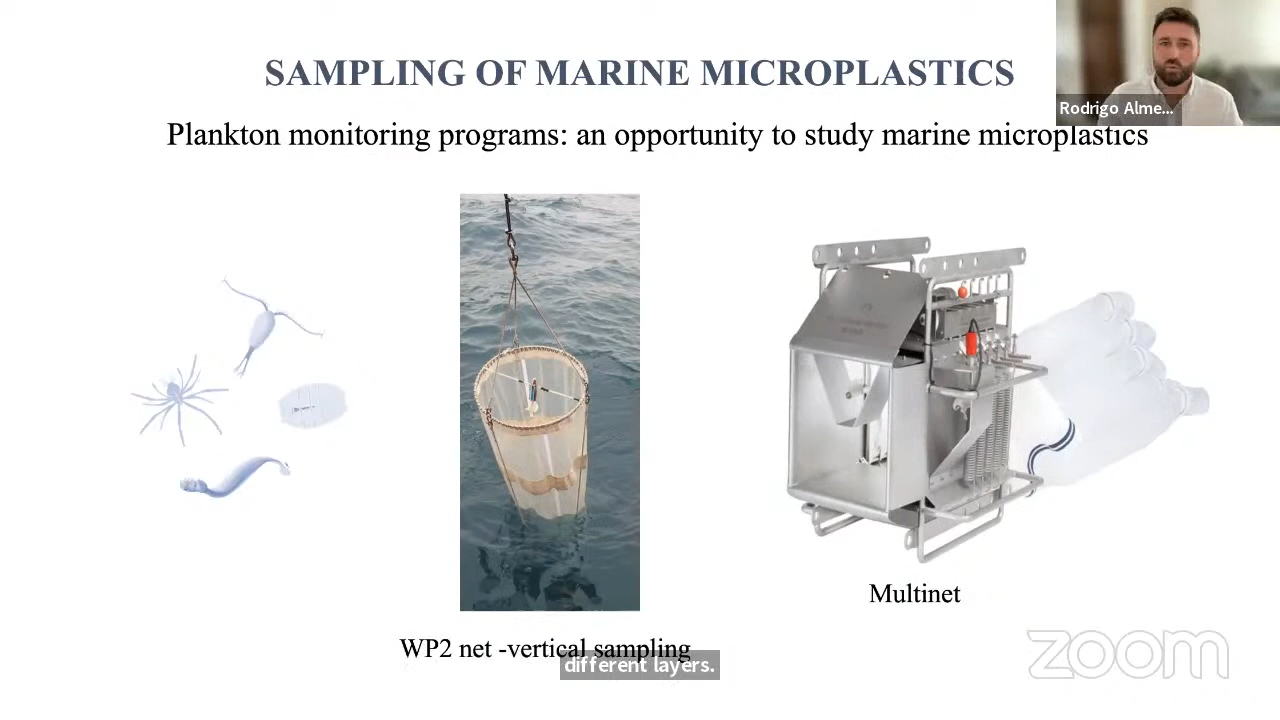 SAMPLING OF MARINE MICROPLASTICS
Rodrigo Alme...
Plankton monitoring programs: an opportunity to study marine microplastics
Multinet
WP2 net -vertical sampling
different layers.
zoom